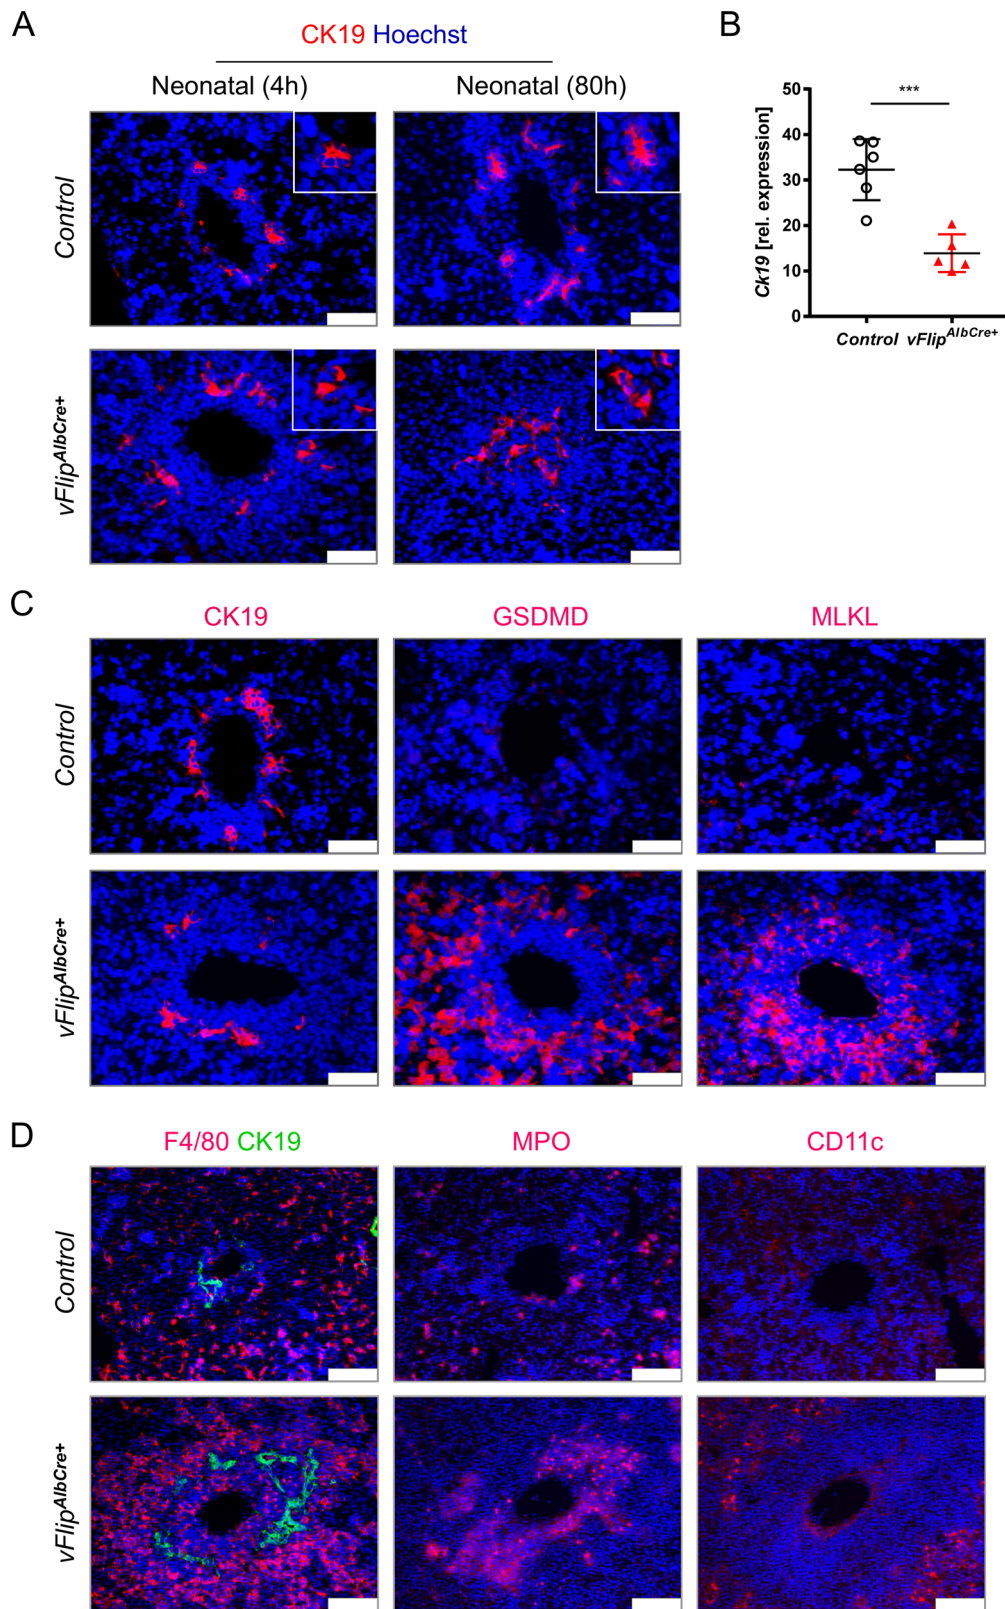 A
CK19 Hoechst
Neonatal (4h)
Neonatal (80h)
Control
vFlipAlbCre+
B
***
50
40
30
20
10
0
Ck19 [rel. expression]
Control vFlipAlbCre+
C
CK19
GSDMD
MLKL
Control
vFlipAlbCre+
D
F4/80 CK19
MPO
CD11c
Control
vFlipAlbCre+